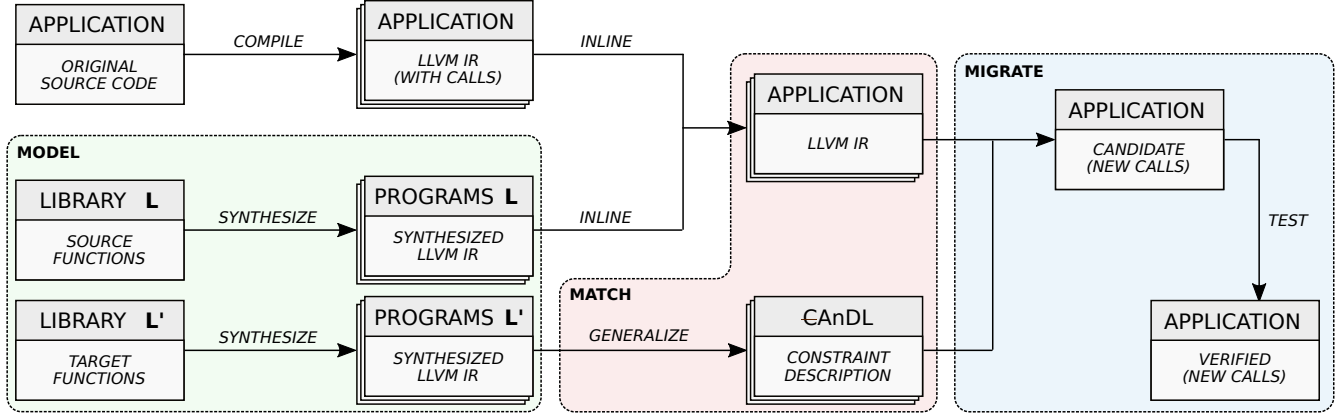 APPLICATION
ORIGINAL
SOURCE CODE
COMPILE
APPLICATION
LLVM IR
(WITH CALLS)
INLINE
MODEL
LIBRARY L
SOURCE
FUNCTIONS
SYNTHESIZE
PROGRAMS L
SYNTHESIZED
LLVM IR
INLINE
LIBRARY L'
TARGET
FUNCTIONS
SYNTHESIZE
PROGRAMS L'
SYNTHESIZED
LLVM IR
MATCH
GENERALIZE
APPLICATION
LLVM IR
CAnDL
CONSTRAINT
DESCRIPTION
MIGRATE
APPLICATION
CANDIDATE
(NEW CALLS)
TEST
APPLICATION
VERIFIED
(NEW CALLS)